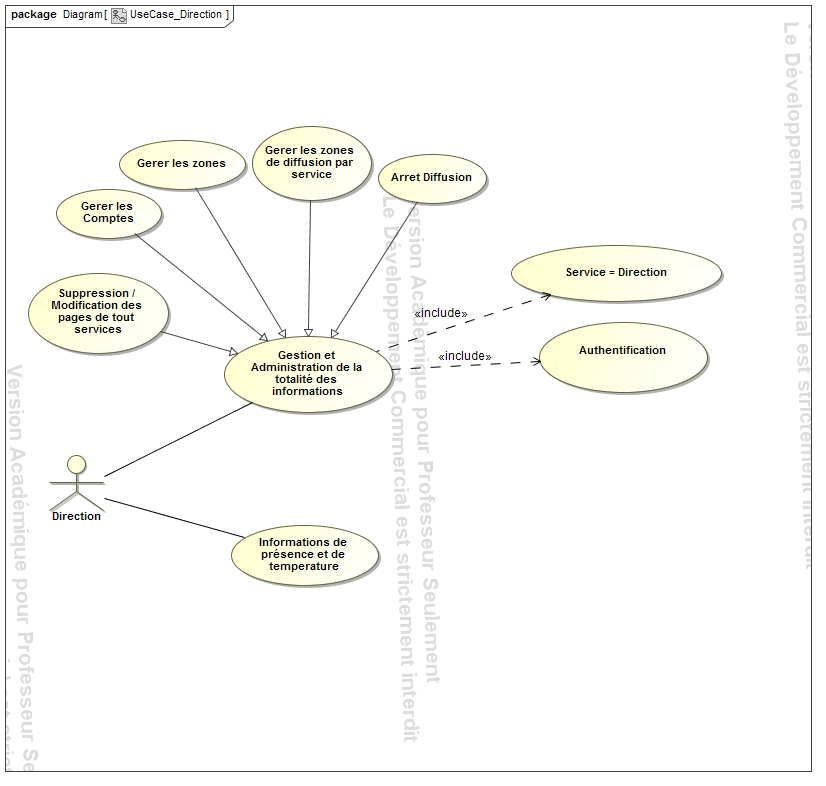 package Diagram[ UseCase_Direction ]
Gerer les zones
Gerer les zones
de diffusion par
service
Arret Diffusion
Gerer les
Comptes
Suppression /
Modification des
pages de tout
services
Service = Direction
«include»
«include»
Authentification
Gestion et
Administration de la
totalité des
informations
Direction
Informations de
présence et de
temperature
Version Académique pour Professeur Se
Version Académique pour Professeur Seulement
Le Développement Commercial est strictement interdit
Le Développement Commercial est strictement interdit